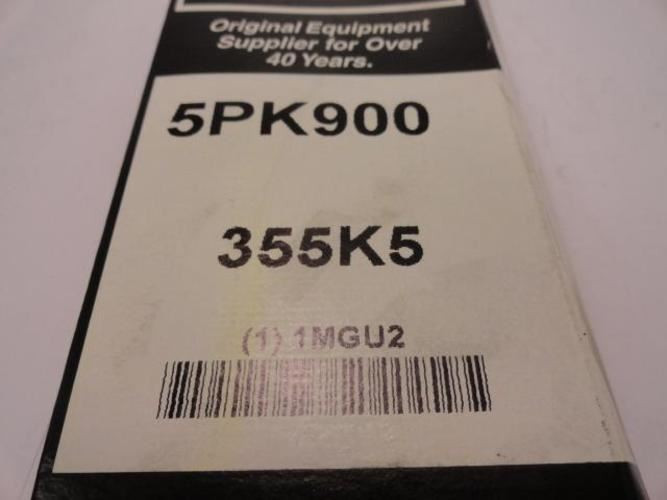 Original Equipment
Supplier for Over
40 Years.
5PK900
355K5
(1) 1MGU2